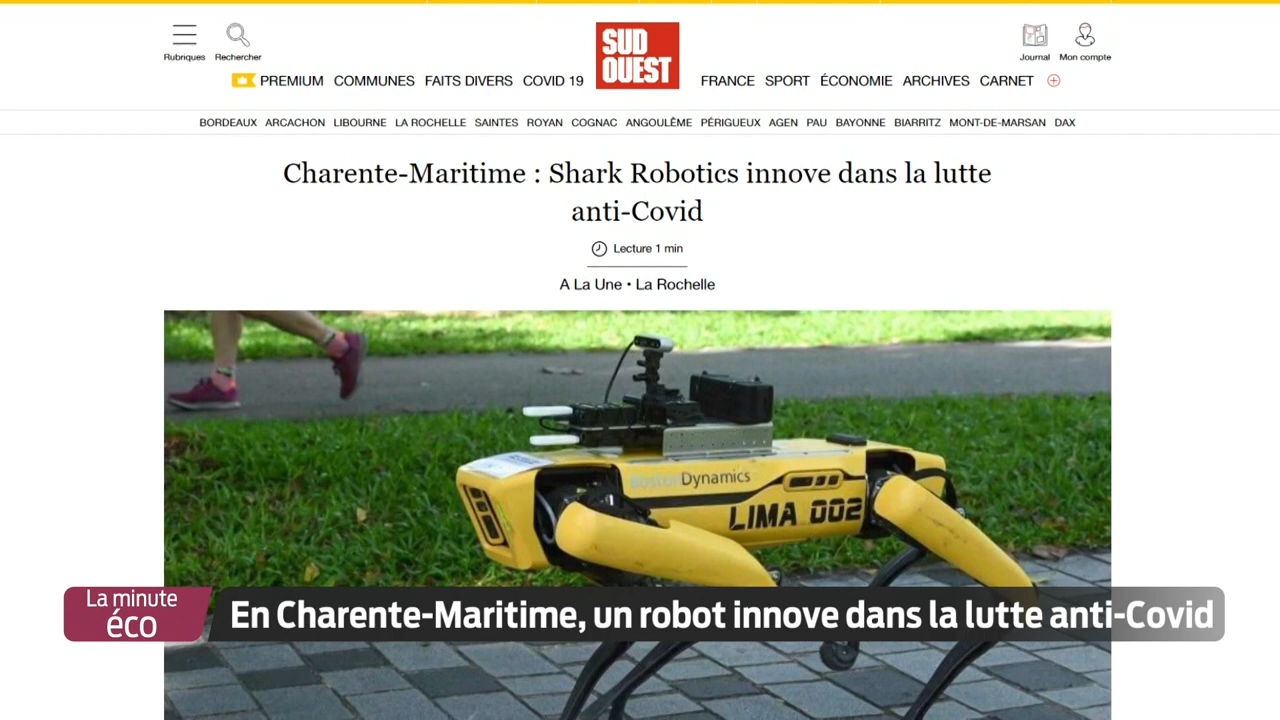 Rubriques
Rechercher
SUD
OUEST
Journal
Mon compte
PREMIUM COMMUNES FAITS DIVERS COVID 19
FRANCE SPORT ÉCONOMIE ARCHIVES CARNET
BORDEAUX ARCACHON LIBOURNE LA ROCHELLE SAINTES ROYAN COGNAC ANGOULÊME PÉRIGUEUX AGEN PAU BAYONNE BIARRITZ MONT-DE-MARSAN DAX
Charente-Maritime : Shark Robotics innove dans la lutte
anti-Covid
Lecture 1 min
A La Une • La Rochelle
BostonDynamics
LIMA 002
La minute
éco
En Charente-Maritime, un robot innove dans la lutte anti-Covid